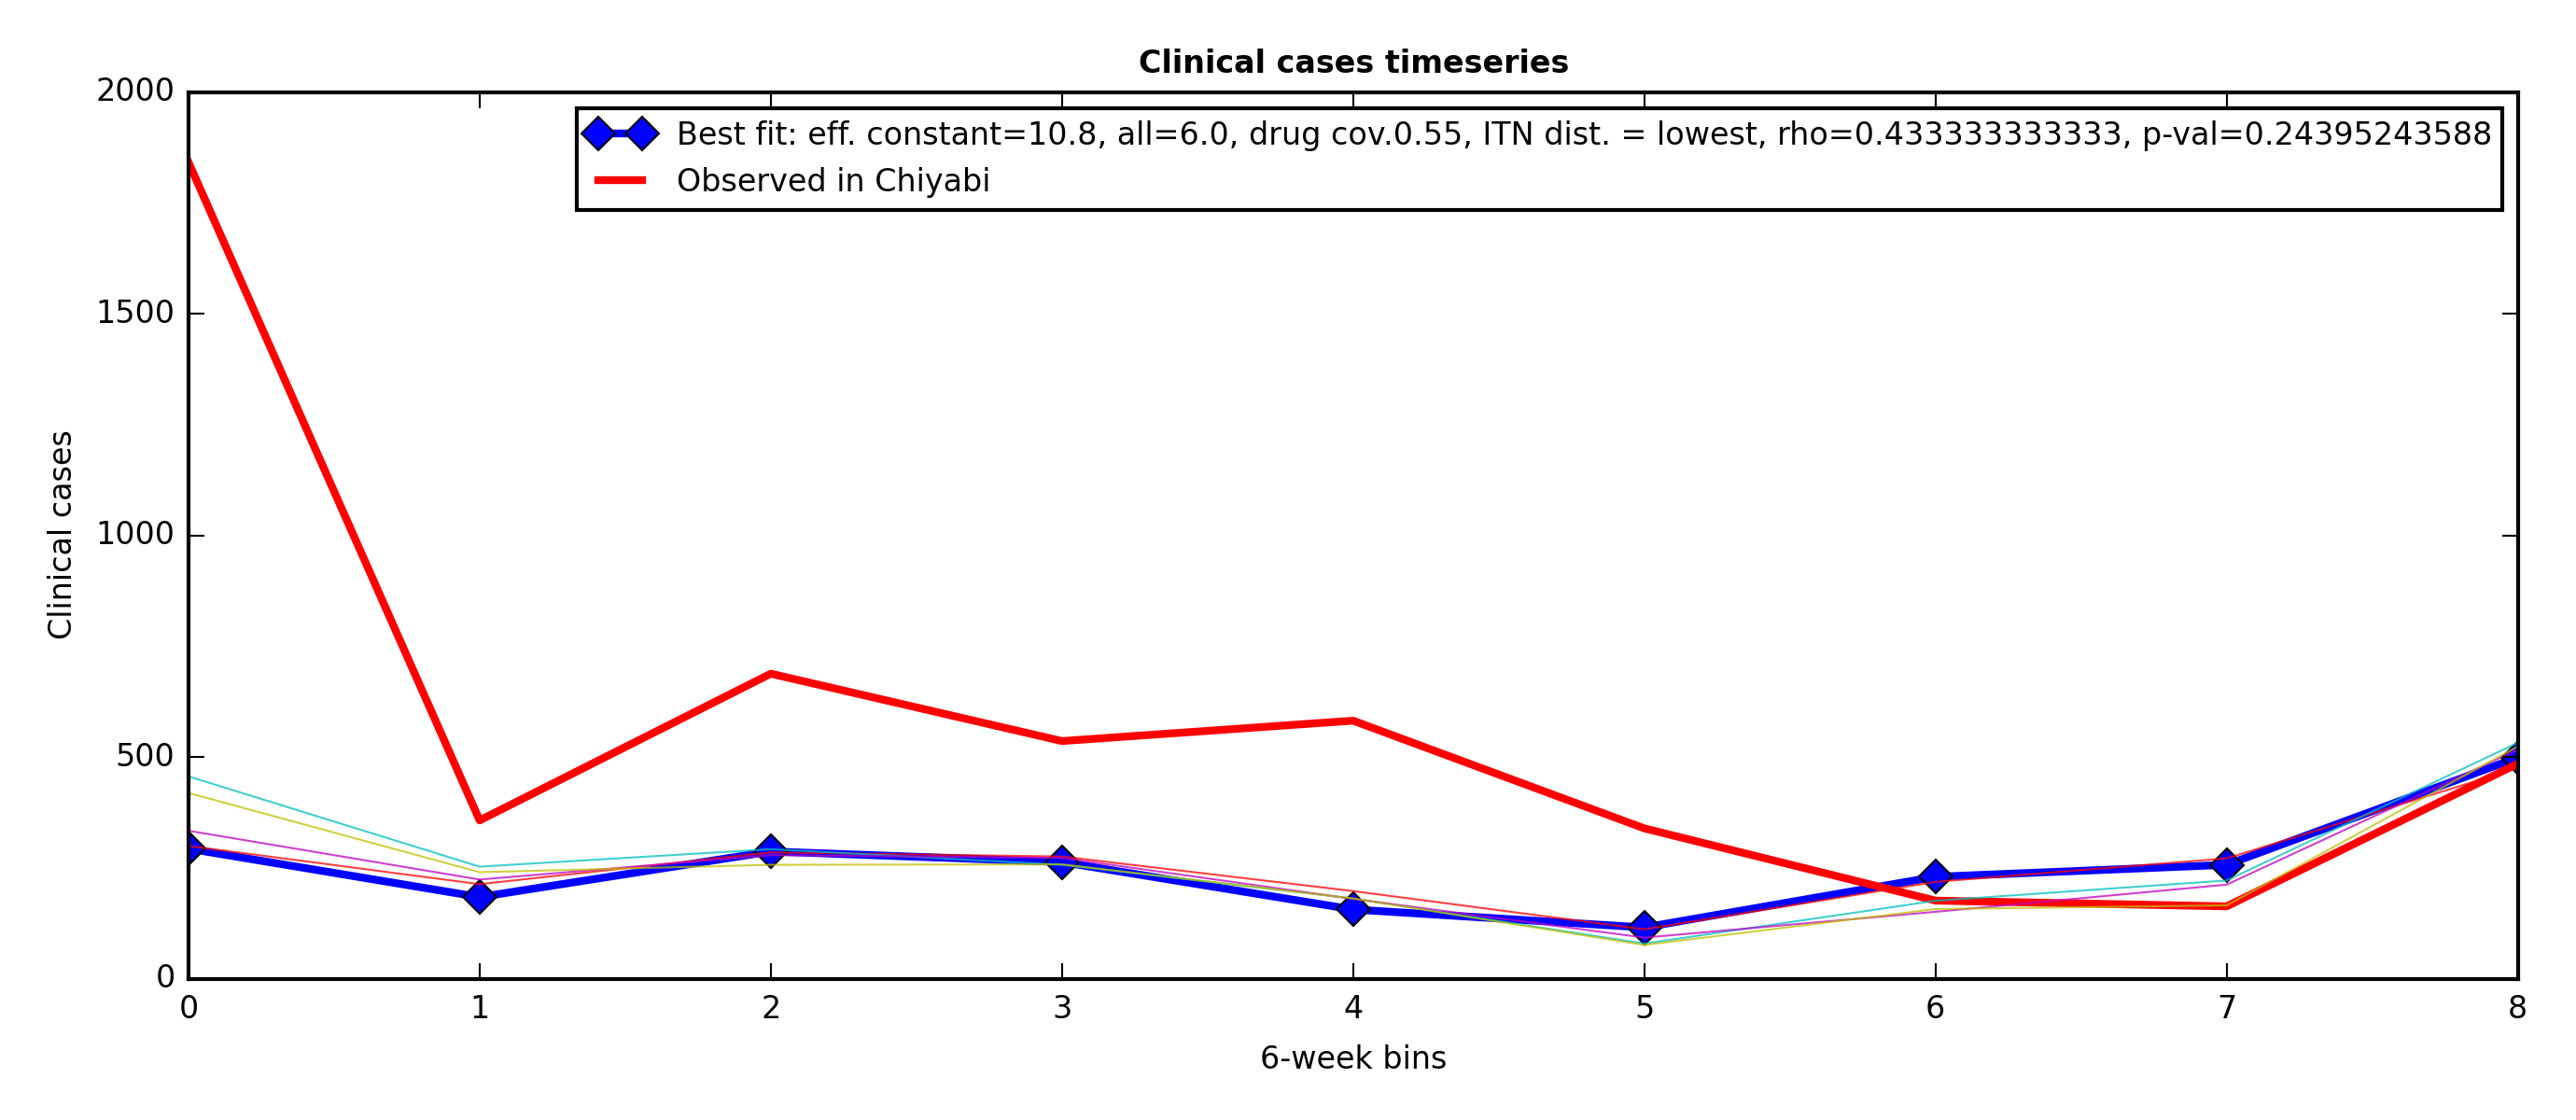 Clinical cases timeseries
2000
1500
1000
500
0
Clinical cases
Best fit: eff. constant=10.8, all=6.0, drug cov.0.55, ITN dist. = lowest, rho=0.433333333333, p-val=0.24395243588
Observed in Chiyabi
0 1 2 3 4 5 6 7 8
6-week bins